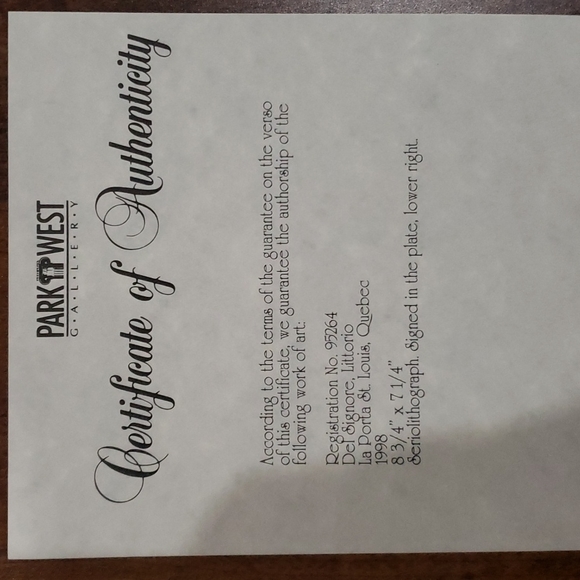 PARK WEST
G·A·L·L·E·R·Y
Certificate of Authenticity
According to the terms of the guarantee on the verso
of this certificate, we guarantee the authorship of the
following work of art:
Registration No. 95264
Del Signore, Littorio
La Porta St. Louis, Quebec
1998
8 3/4" x 7 1/4"
Seriolithograph. Signed in the plate, lower right.